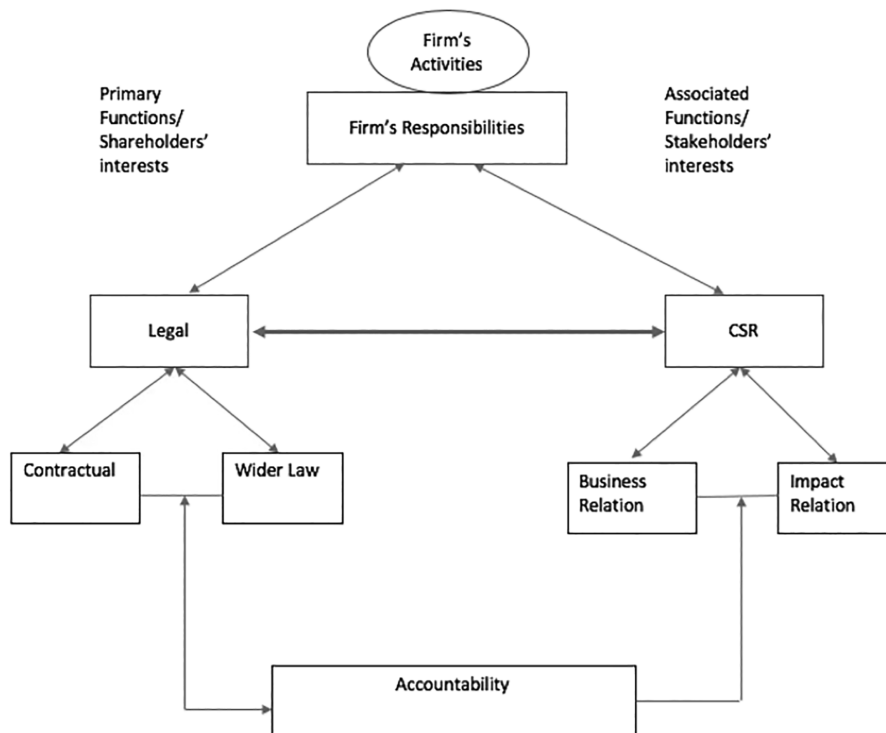 Firm's
Activities
Primary
Functions/
Shareholders'
interests
Firm's Responsibilities
Associated
Functions/
Stakeholders'
interests
Legal
CSR
Contractual
Wider Law
Business
Relation
Impact
Relation
Accountability